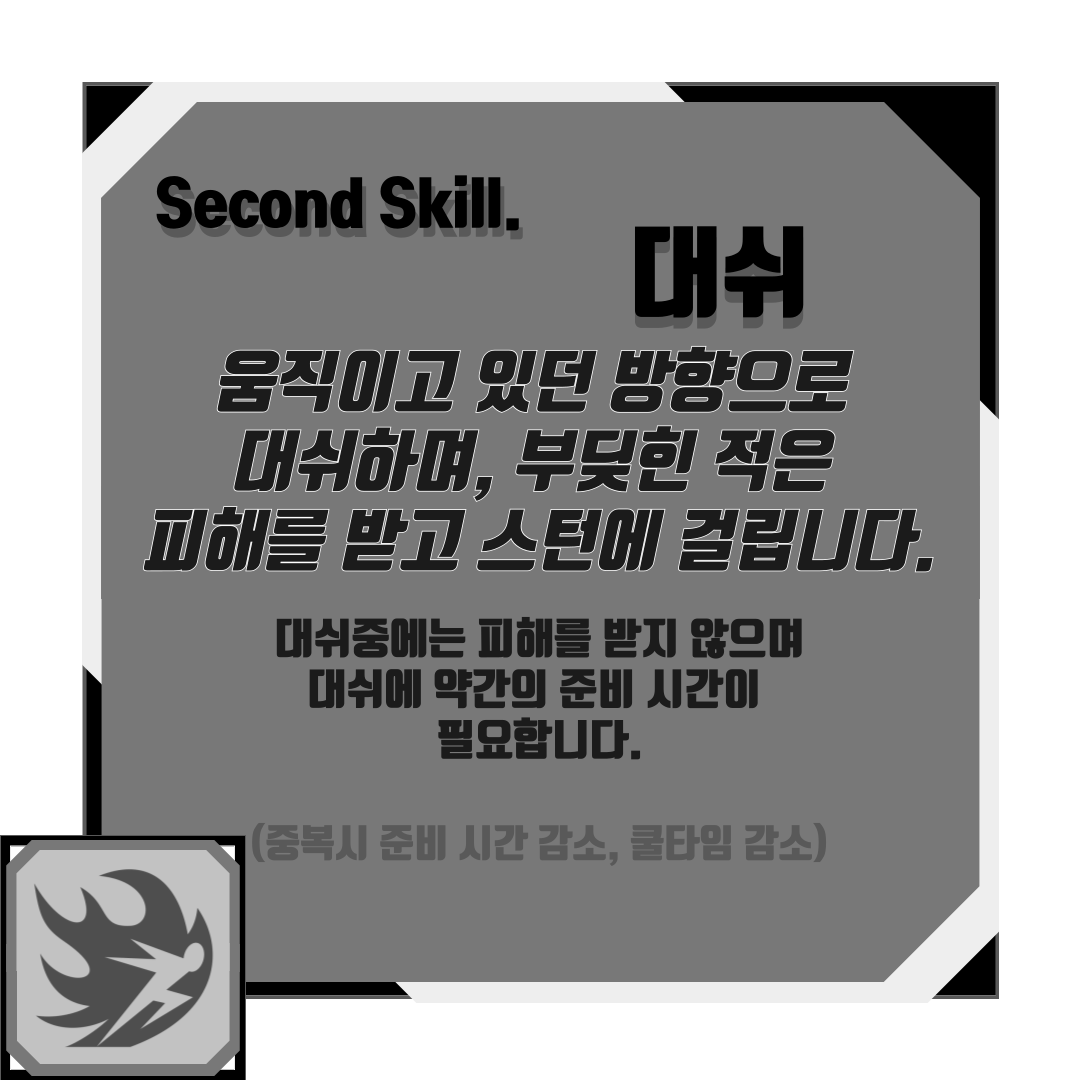 Second Skill.
대쉬
움직이고 있던 방향으로
대쉬하며, 부딪힌 적은
피해를 받고 스턴에 걸립니다.
대쉬중에는 피해를 받지 않으며
대쉬에 약간의 준비 시간이
필요합니다.
(중복시 준비 시간 감소, 쿨타임 감소)